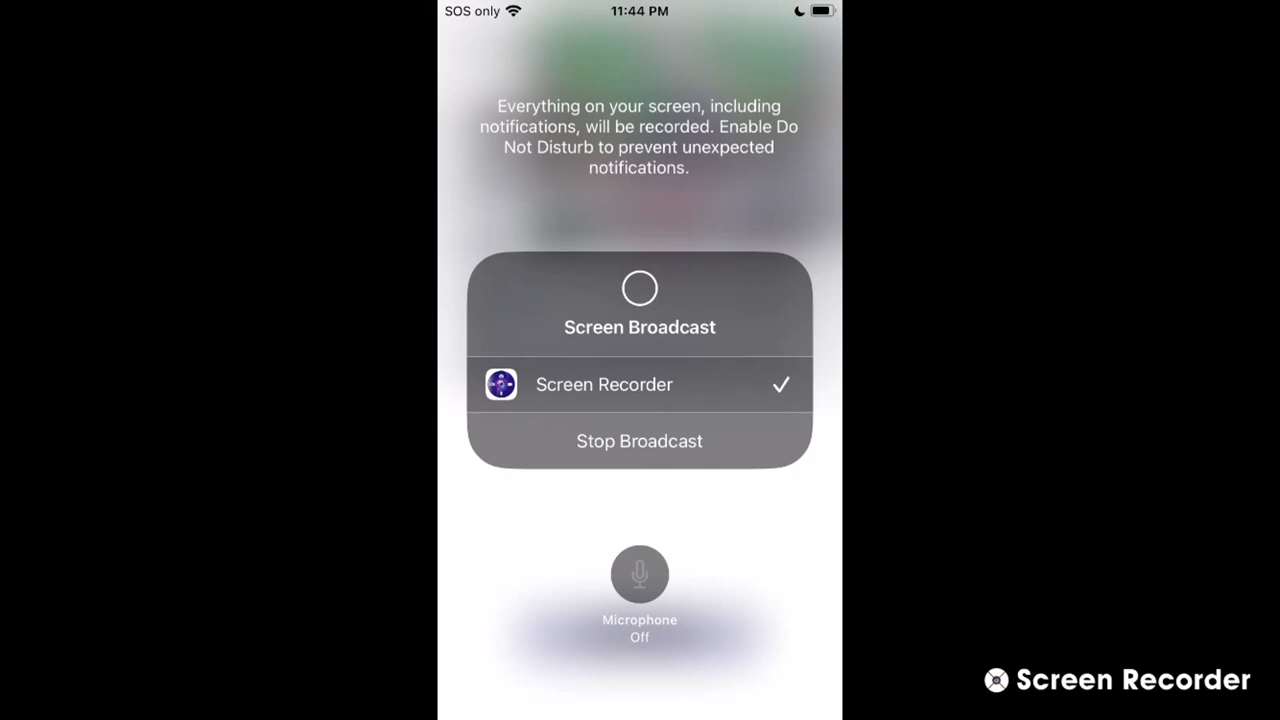 SOS only
11:44 PM
Everything on your screen, including
notifications, will be recorded. Enable Do
Not Disturb to prevent unexpected
notifications.
Screen Broadcast
Screen Recorder
Stop Broadcast
Microphone
Off
Screen Recorder